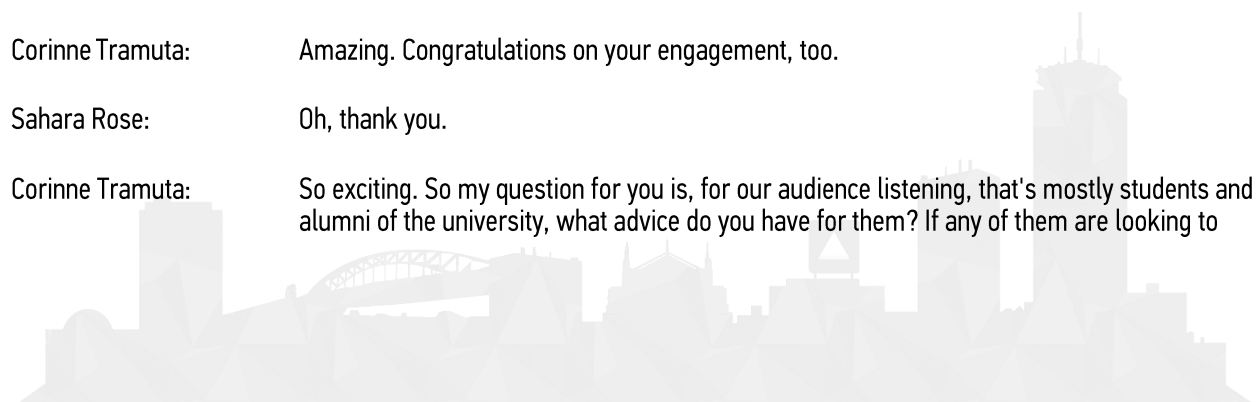 Corinne Tramuta: Amazing. Congratulations on your engagement, too.
Sahara Rose: Oh, thank you.
Corinne Tramuta: So exciting. So my question for you is, for our audience listening, that's mostly students and
alumni of the university, what advice do you have for them? If any of them are looking to